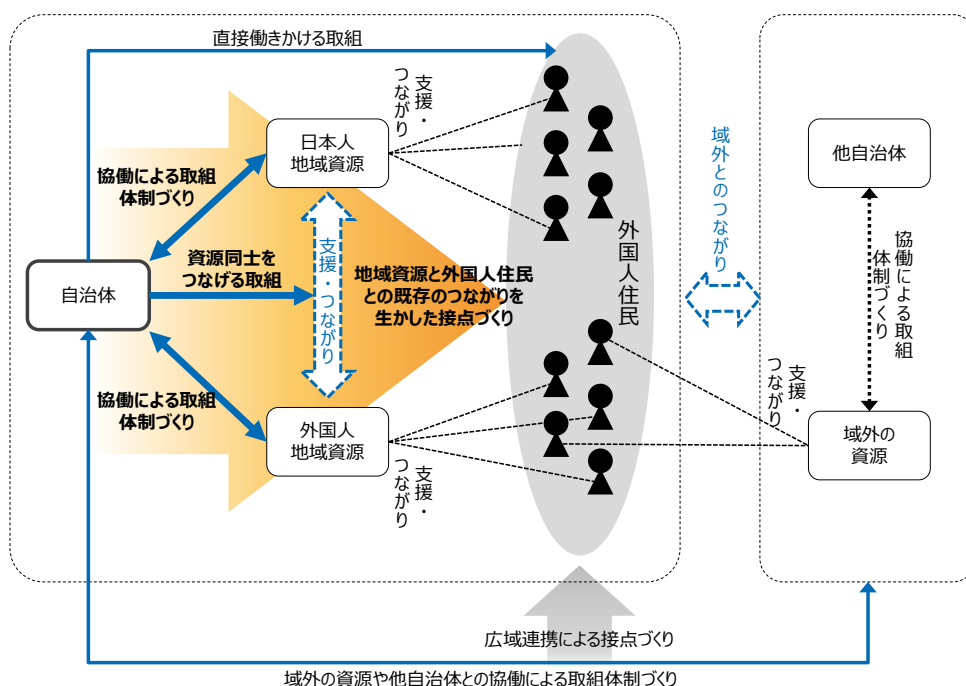 直接働きかける取組
支援・
つながり
日本人
地域資源
協働による取組
体制づくり
資源同士を
つなげる取組
自治体
支援・つながり
地域資源と外国人住民
との既存のつながりを
生かした接点づくり
外国人住民
協働による取組
体制づくり
外国人
地域資源
支援・
つながり
域外とのつながり
他自治体
協働による取組
体制づくり
支援・
つながり
域外の
資源
広域連携による接点づくり
域外の資源や他自治体との協働による取組体制づくり